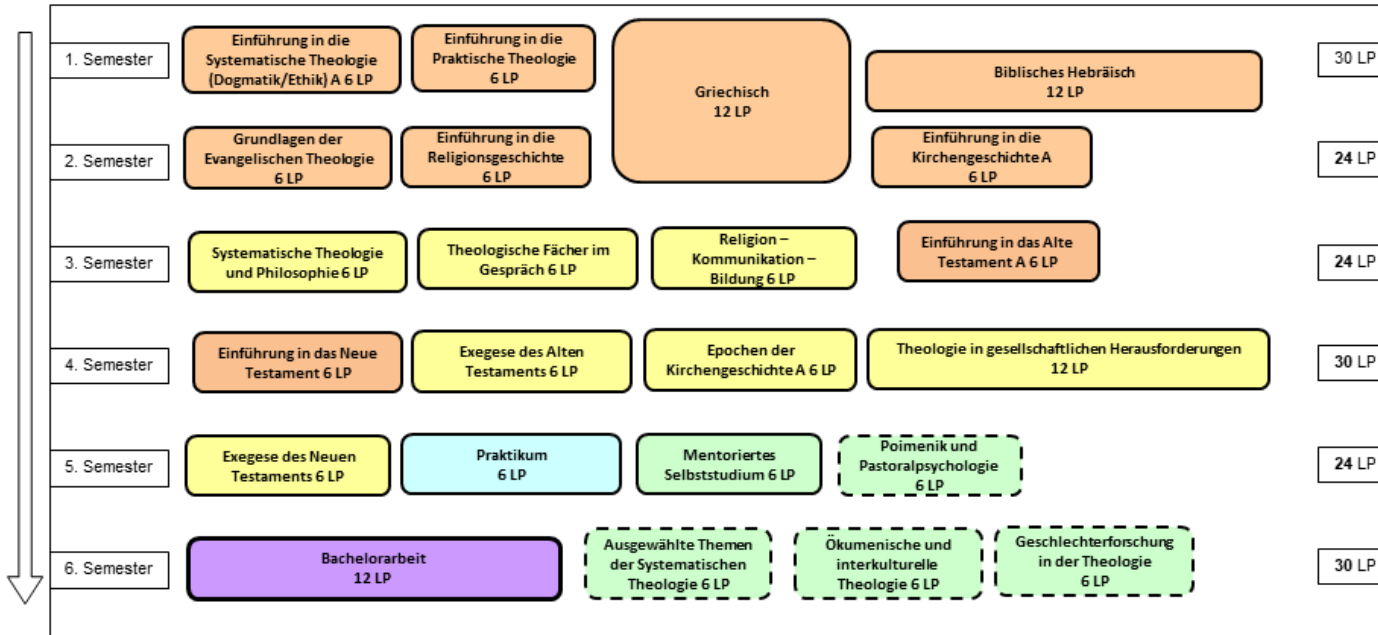 1. Semester
Einführung in die
Systematische Theologie
(Dogmatik/Ethik) A 6 LP
Einführung in die
Praktische Theologie
6 LP
Griechisch
12 LP
Biblisches Hebräisch
12 LP
30 LP
2. Semester
Grundlagen der
Evangelischen Theologie
6 LP
Einführung in die
Religionsgeschichte
6 LP
Einführung in die
Kirchengeschichte A
6 LP
24 LP
3. Semester
Systematische Theologie
und Philosophie 6 LP
Theologische Fächer im
Gespräch 6 LP
Religion –
Kommunikation –
Bildung 6 LP
Einführung in das Alte
Testament A 6 LP
24 LP
4. Semester
Einführung in das Neue
Testament 6 LP
Exegese des Alten
Testaments 6 LP
Epochen der
Kirchengeschichte A 6 LP
Theologie in gesellschaftlichen Herausforderungen
12 LP
30 LP
5. Semester
Exegese des Neuen
Testaments 6 LP
Praktikum
6 LP
Mentoriertes
Selbststudium 6 LP
Poimenik und
Pastoralpsychologie
6 LP
24 LP
6. Semester
Bachelorarbeit
12 LP
Ausgewählte Themen
der Systematischen
Theologie 6 LP
Ökumenische und
interkulturelle
Theologie 6 LP
Geschlechterforschung
in der Theologie
6 LP
30 LP